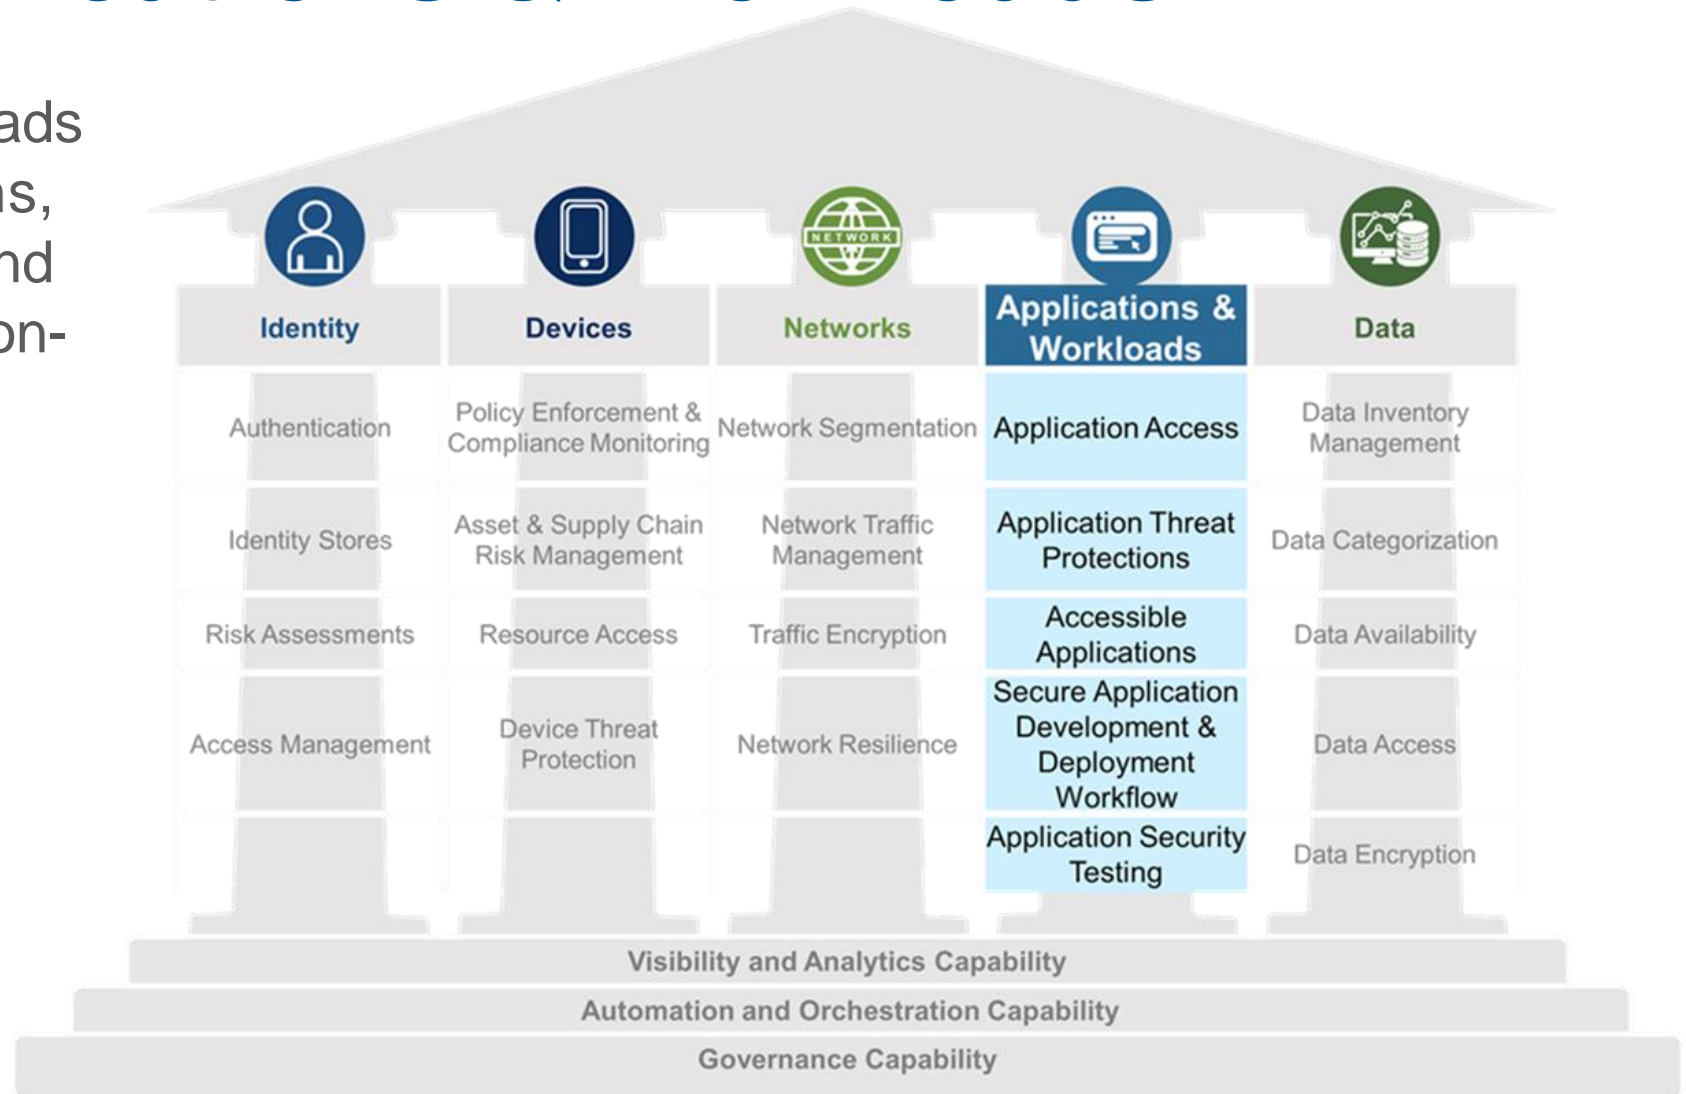 NETWORK
Identity
Devices
Networks
Applications &
Workloads
Data
Authentication
Policy Enforcement &
Compliance Monitoring
Network Segmentation
Application Access
Data Inventory
Management
Identity Stores
Asset & Supply Chain
Risk Management
Network Traffic
Management
Application Threat
Protections
Data Categorization
Risk Assessments
Resource Access
Traffic Encryption
Accessible
Applications
Data Availability
Access Management
Device Threat
Protection
Network Resilience
Secure Application
Development &
Deployment
Workflow
Data Access
Application Security
Testing
Data Encryption
Visibility and Analytics Capability
Automation and Orchestration Capability
Governance Capability